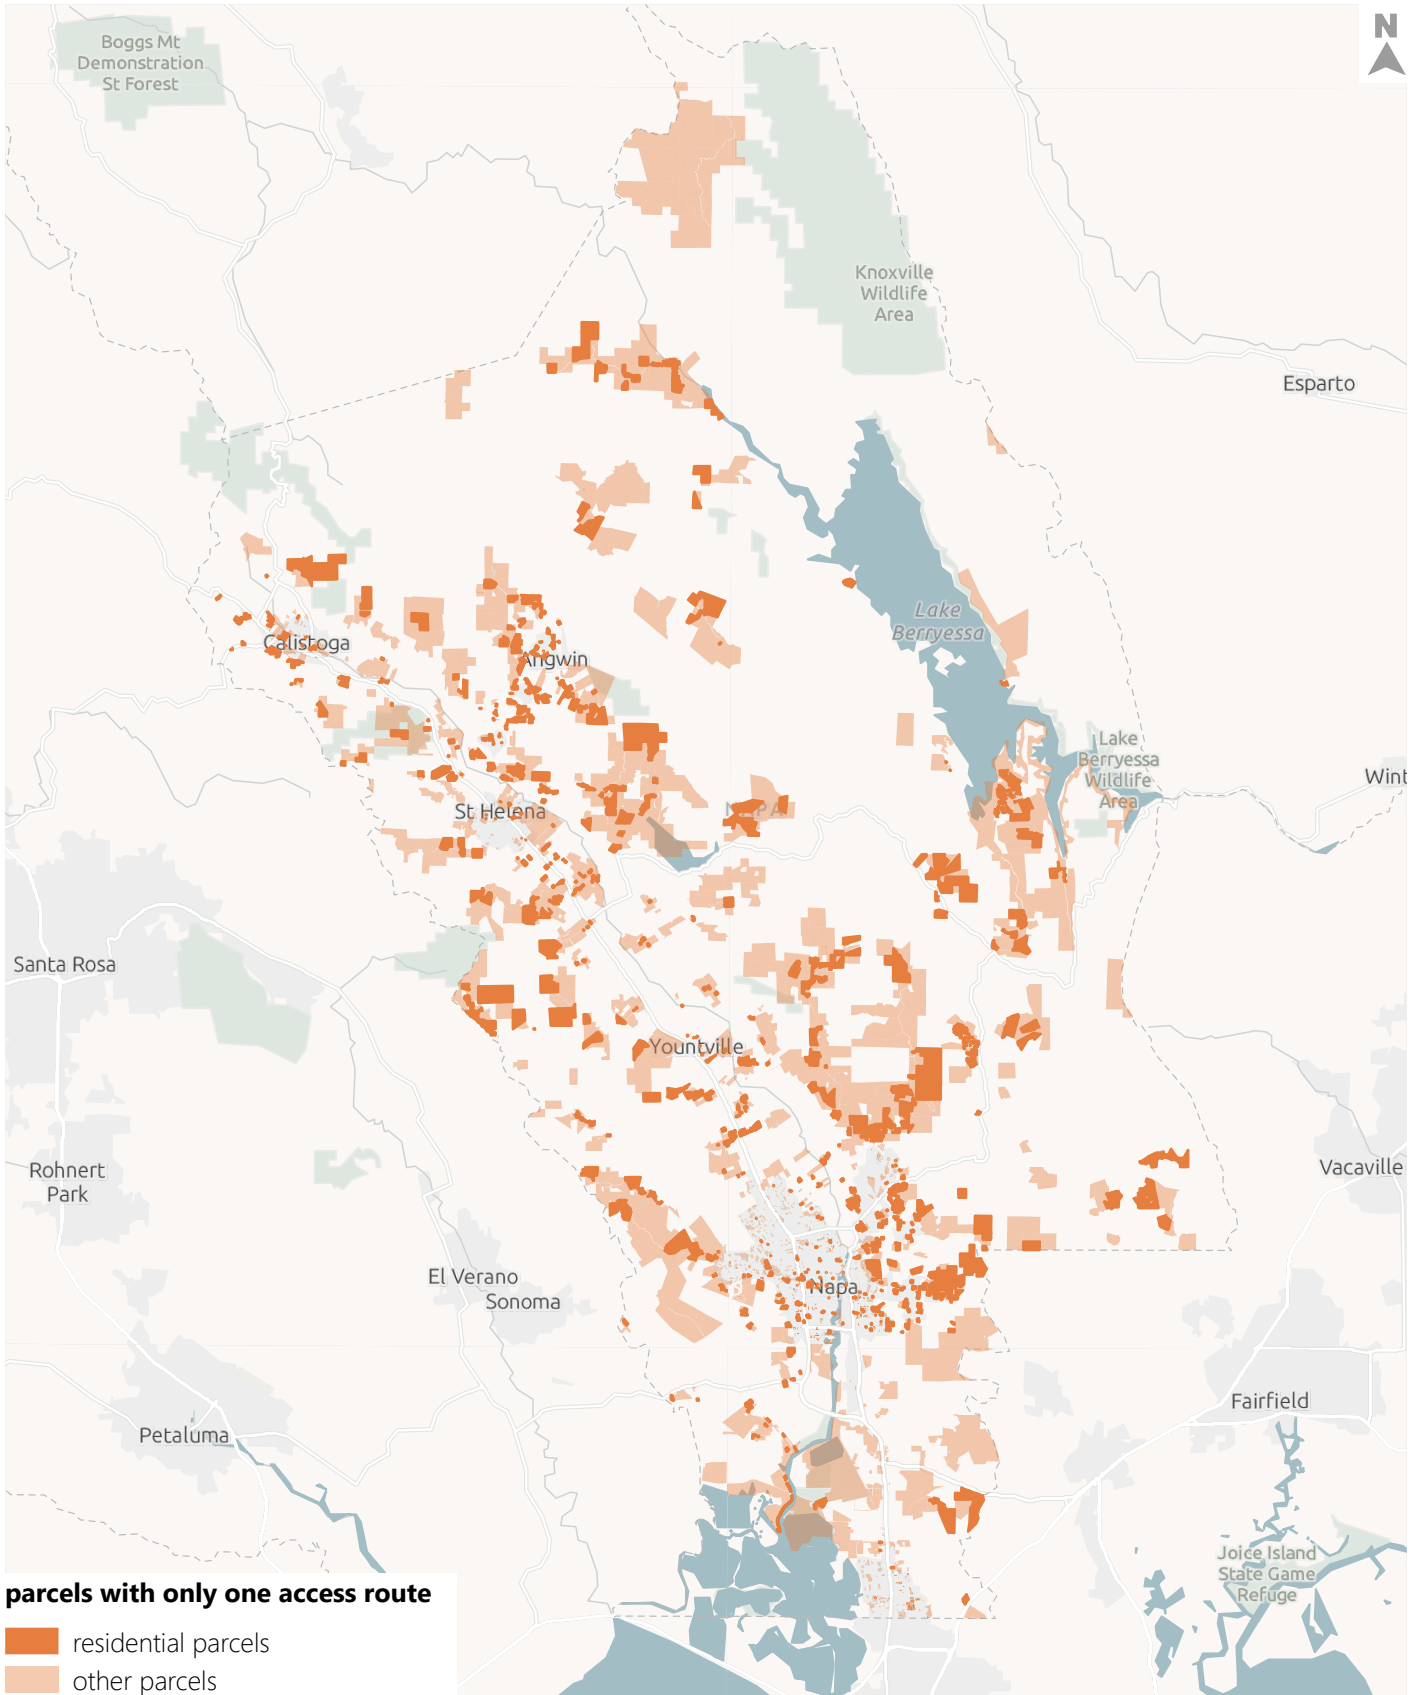 N
Boggs Mt
Demonstration
St Forest
Knoxville
Wildlife
Area
Esparto
Lake
Berryessa
Calistoga
Angwin
Lake
Berryessa
Wildlife
Area
Wint
St Helena
NAPA
Santa Rosa
Yountville
Rohnert
Park
Vacaville
El Verano
Sonoma
Napa
Fairfield
Petaluma
Joice Island
State Game
Refuge
parcels with only one access route
residential parcels
other parcels